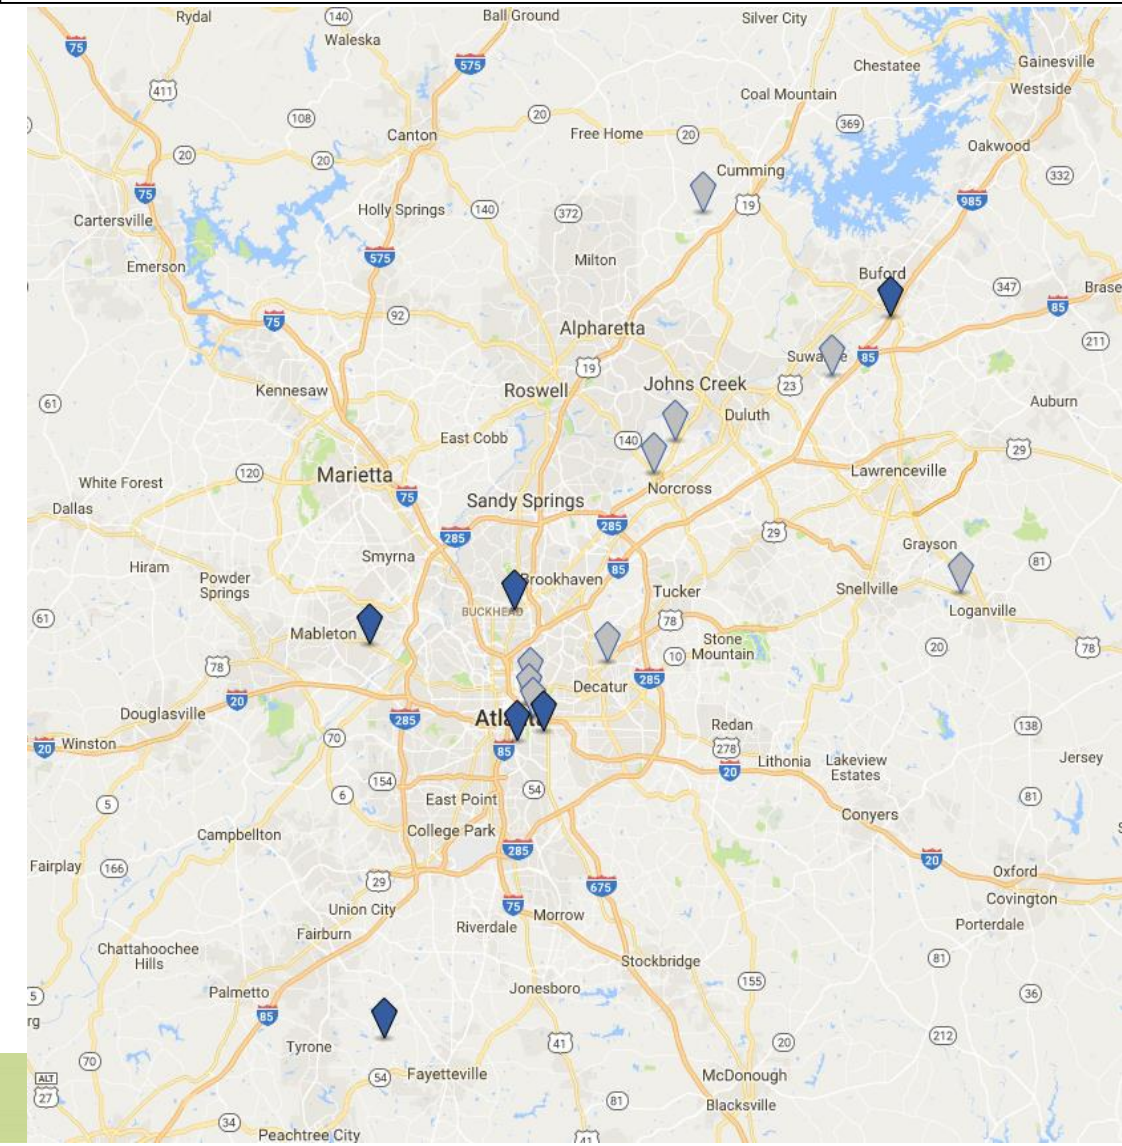 Rydal
140
Ball Ground
Silver City
75
Waleska
575
Chestatee
Gainesville
Westside
411
Coal Mountain
108
20
Free Home
20
369
Canton
Oakwood
20
20
Cumming
332
75
Holly Springs
140
372
19
985
Cartersville
575
Milton
Emerson
Buford
347
Brase
85
92
75
Alpharetta
211
19
Suwa
85
Kennesaw
Roswell
Johns Creek
23
61
Auburn
Duluth
East Cobb
140
29
120
Marietta
Lawrenceville
White Forest
75
Norcross
Dallas
Sandy Springs
285
285
29
Smyrna
Grayson
Hiram
85
81
Powder
Springs
Brookhaven
Tucker
Snellville
BUCKHEAD
Loganville
61
Mableton
78
Stone
Mountain
20
78
78
10
285
Decatur
20
Douglasville
285
Atlanta
Redan
138
20
Winston
70
85
278
Lithonia
Lakeview
Estates
Jersey
20
154
54
5
6
East Point
81
Conyers
Campbellton
College Park
285
20
Fairplay
166
29
675
Oxford
Covington
75
Union City
Morrow
Riverdale
Porterdale
Fairburn
Chattahoochee
Hills
81
Stockbridge
155
5
Palmetto
Jonesboro
36
rg
85
212
Tyrone
41
20
70
54
Fayetteville
McDonough
ALT
27
81
Blacksville
34
Peachtree City
41